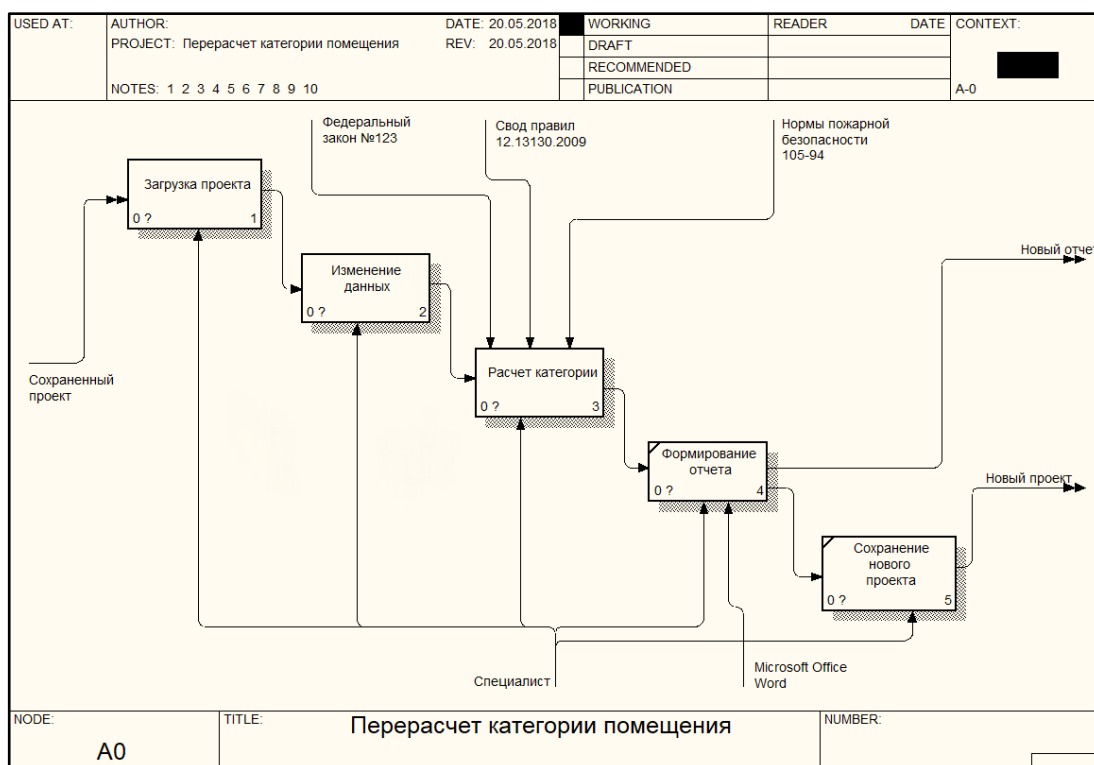 USED AT:
AUTHOR:
DATE: 20.05.2018
WORKING
READER
DATE
CONTEXT:
PROJECT: Перерасчет категории помещения
REV: 20.05.2018
DRAFT
RECOMMENDED
NOTES: 1 2 3 4 5 6 7 8 9 10
PUBLICATION
A-0
Федеральный
закон №123
Свод правил
12.13130.2009
Нормы пожарной
безопасности
105-94
Загрузка проекта
0 ?
1
Новый отчет
Изменение
данных
0 ?
2
Сохраненный
проект
Расчет категории
0 ?
3
Формирование
отчета
0 ?
4
Новый проект
Сохранение
нового
проекта
0 ?
5
Специалист
Microsoft Office
Word
NODE:
A0
TITLE:
Перерасчет категории помещения
NUMBER: